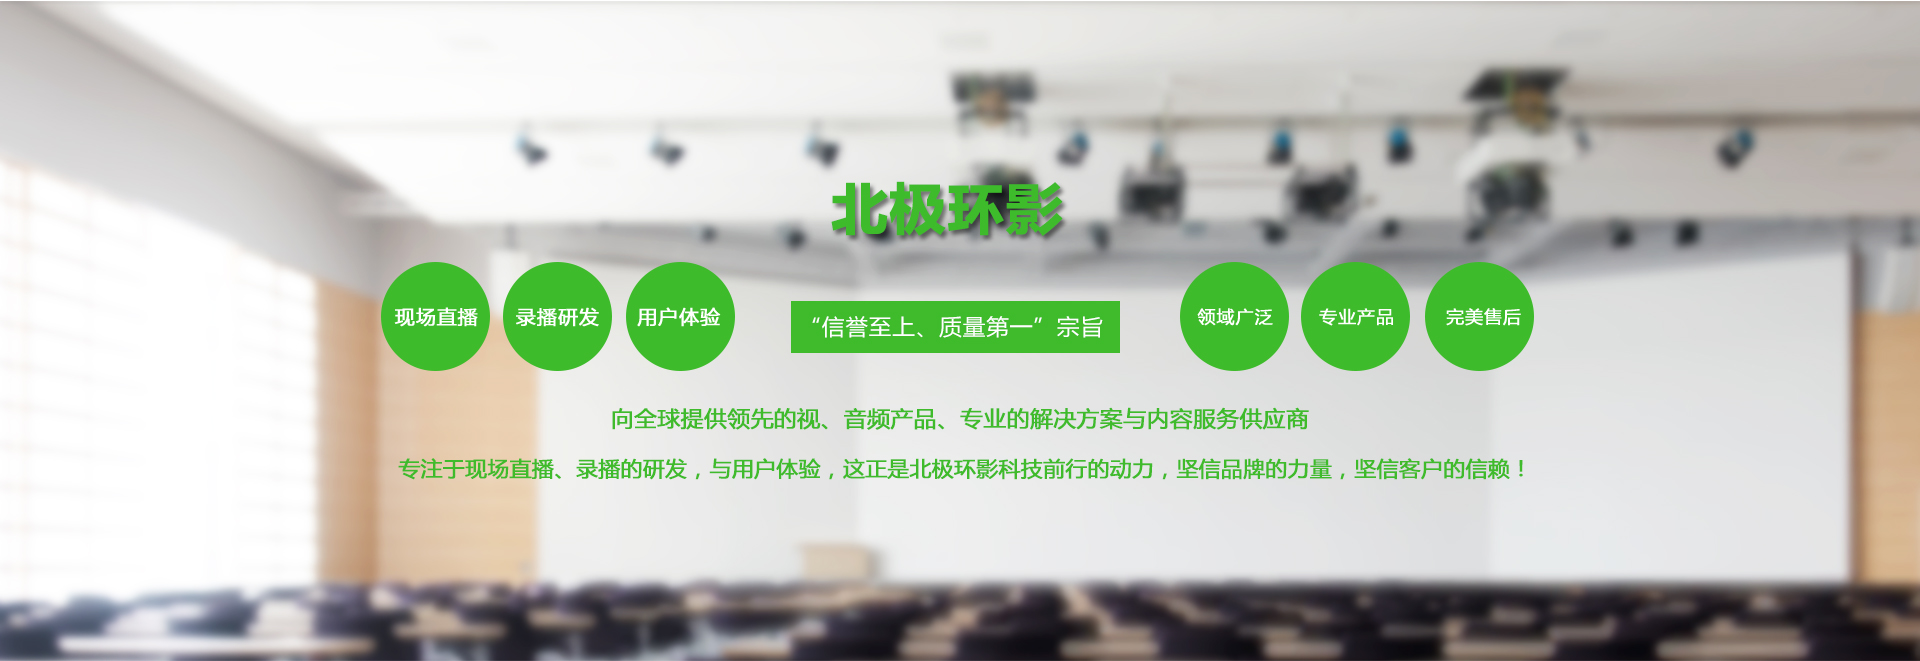 北极环影
现场直播 录播研发 用户体验 “信誉至上、质量第一”宗旨 领域广泛 专业产品 完美售后
向全球提供领先的视、音频产品、专业的解决方案与内容服务供应商
专注于现场直播、录播的研发，与用户体验，这正是北极环影科技前行的动力，坚信品牌的力量，坚信客户的信赖！